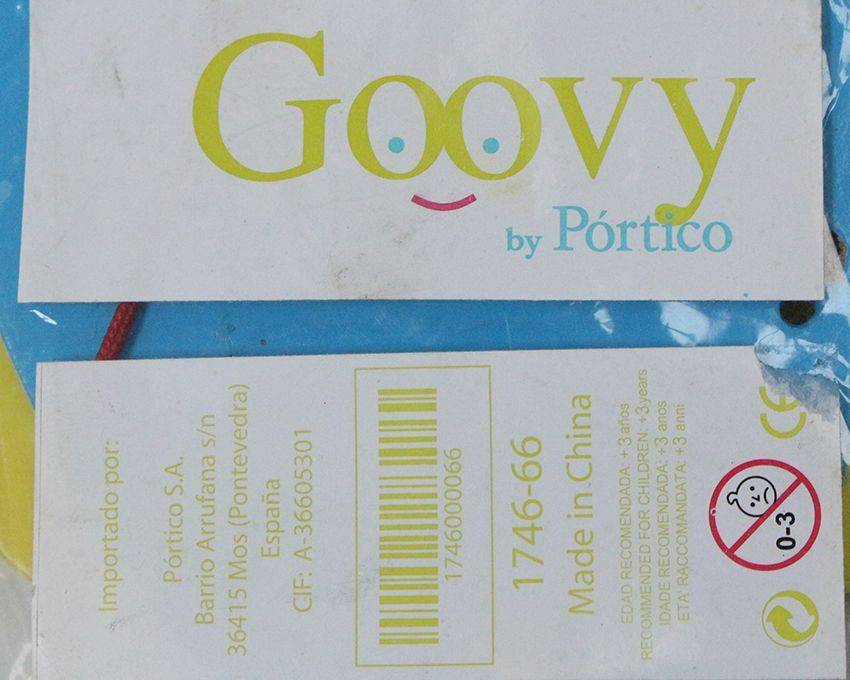 Goovy
by Pórtico
Importado por:
Pórtico S.A.
Barrio Arrufana s/n
36415 Mos (Pontevedra)
España
CIF: A-36605301
1746000066
1746-66
Made in China
EDAD RECOMENDADA: + 3 años
RECOMMENDED FOR CHILDREN: +3 years
IDADE RECOMENDADA: +3 anos
ETA' RACCOMANDATA: +3 anni
CE
0-3